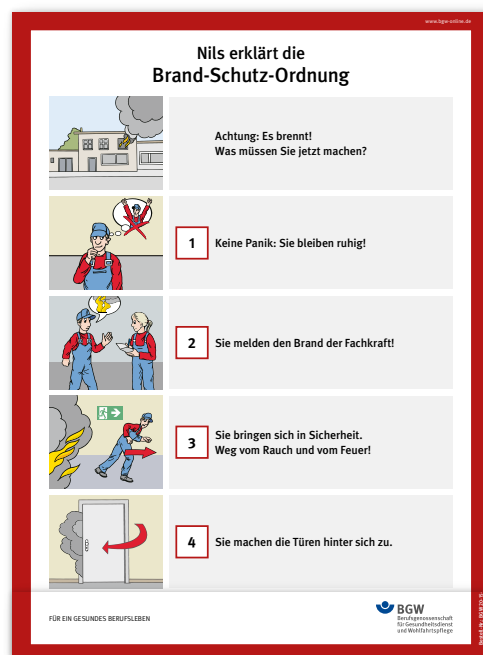 www.bgw-online.de
Nils erklärt die
Brand-Schutz-Ordnung
Achtung: Es brennt!
Was müssen Sie jetzt machen?
1
Keine Panik: Sie bleiben ruhig!
2
Sie melden den Brand der Fachkraft!
3
Sie bringen sich in Sicherheit.
Weg vom Rauch und vom Feuer!
4
Sie machen die Türen hinter sich zu.
FÜR EIN GESUNDES BERUFSLEBEN
BGW
Berufsgenossenschaft
für Gesundheitsdienst
und Wohlfahrtspflege